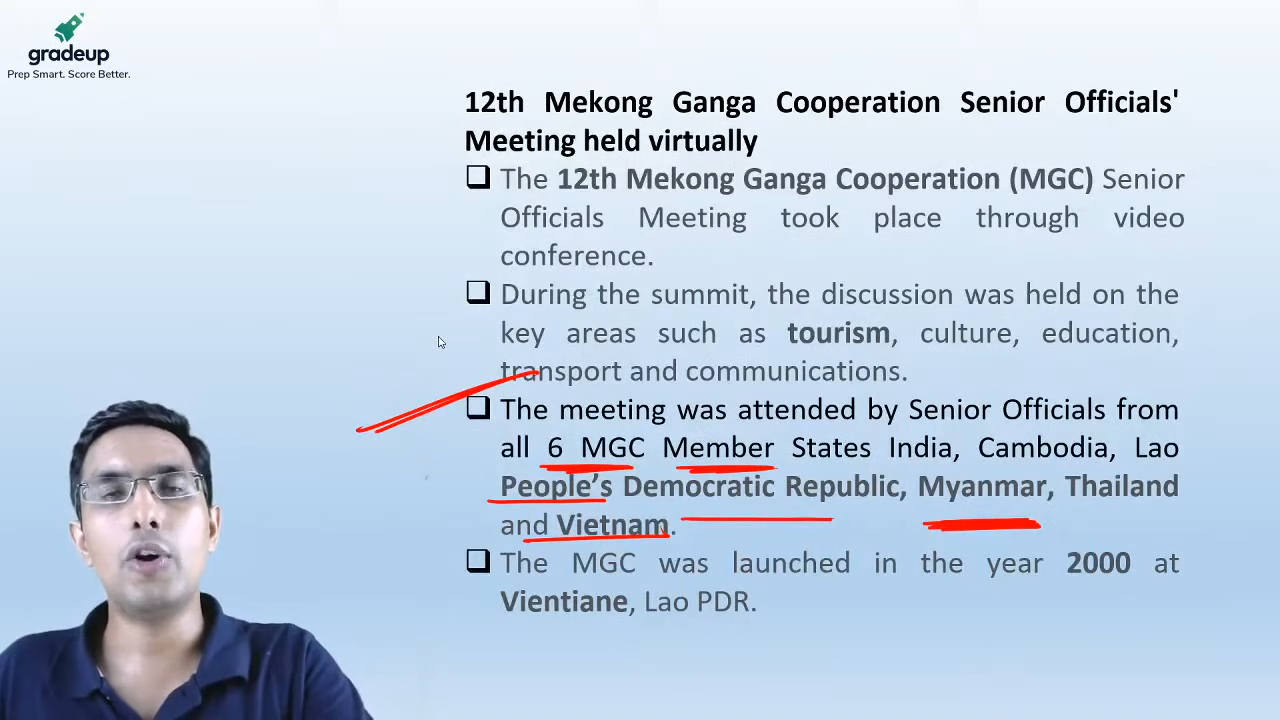 gradeup
Prep Smart. Score Better.
12th Mekong Ganga Cooperation Senior Officials'
Meeting held virtually
The 12th Mekong Ganga Cooperation (MGC) Senior
Officials Meeting took place through video
conference.
During the summit, the discussion was held on the
key areas such as tourism, culture, education,
transport and communications.
The meeting was attended by Senior Officials from
all 6 MGC Member States India, Cambodia, Lao
People’s Democratic Republic, Myanmar, Thailand
and Vietnam.
The MGC was launched in the year 2000 at
Vientiane, Lao PDR.